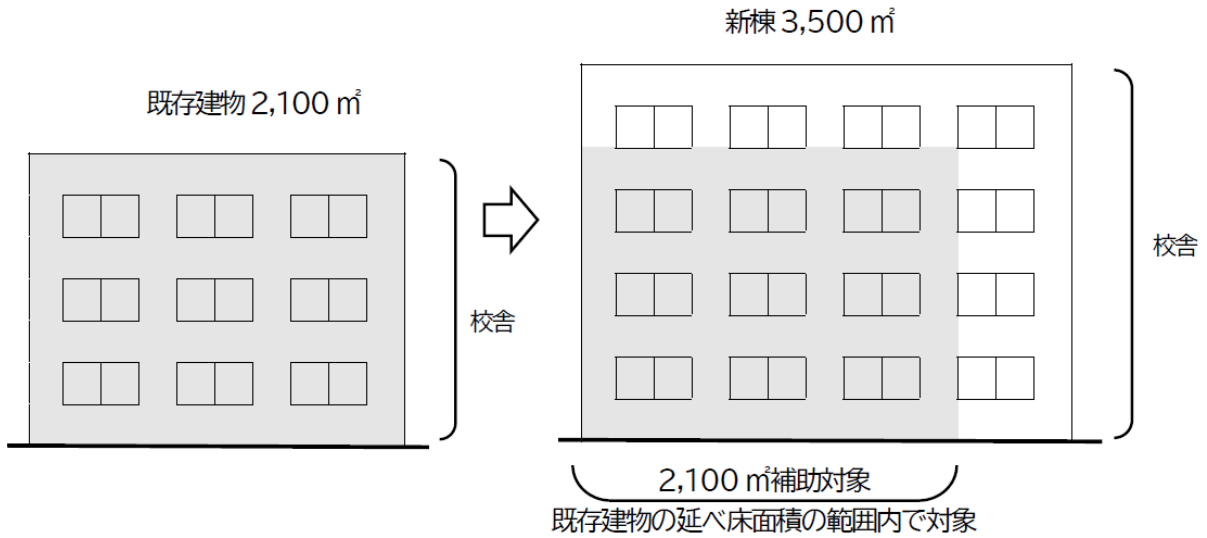 新棟 3,500 ㎡
既存建物 2,100 ㎡
校舎
校舎
2,100 ㎡補助対象
既存建物の延べ床面積の範囲内で対象